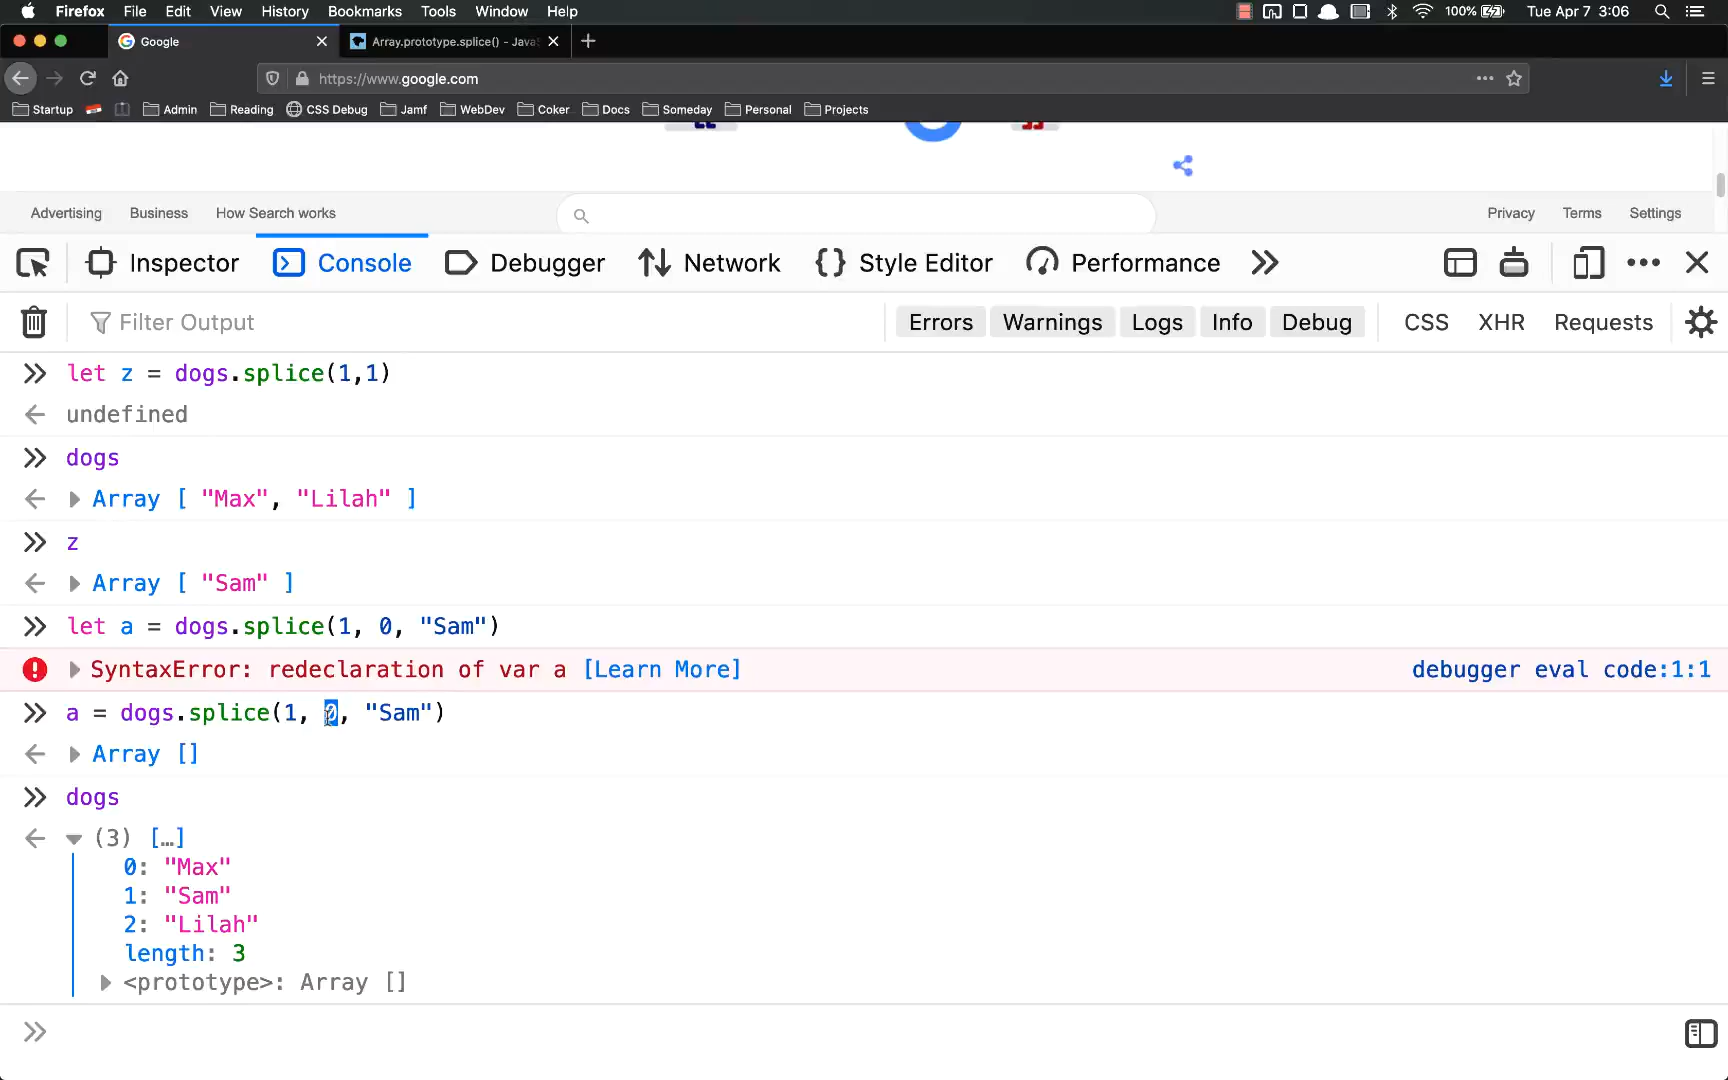 Firefox File Edit View History Bookmarks Tools Window Help 100% Tue Apr 7 3:06
Google Array.prototype.splice() - Java
https://www.google.com
Startup Admin Reading CSS Debug Jamf WebDev Coker Docs Someday Personal Projects
Advertising Business How Search works Privacy Terms Settings
Inspector Console Debugger Network Style Editor Performance
Filter Output Errors Warnings Logs Info Debug CSS XHR Requests
let z = dogs.splice(1,1)
undefined
dogs
Array [ "Max", "Lilah" ]
z
Array [ "Sam" ]
let a = dogs.splice(1, 0, "Sam")
SyntaxError: redeclaration of var a [Learn More] debugger eval code:1:1
a = dogs.splice(1, 0, "Sam")
Array []
dogs
(3) […]
0: "Max"
1: "Sam"
2: "Lilah"
length: 3
<prototype>: Array []